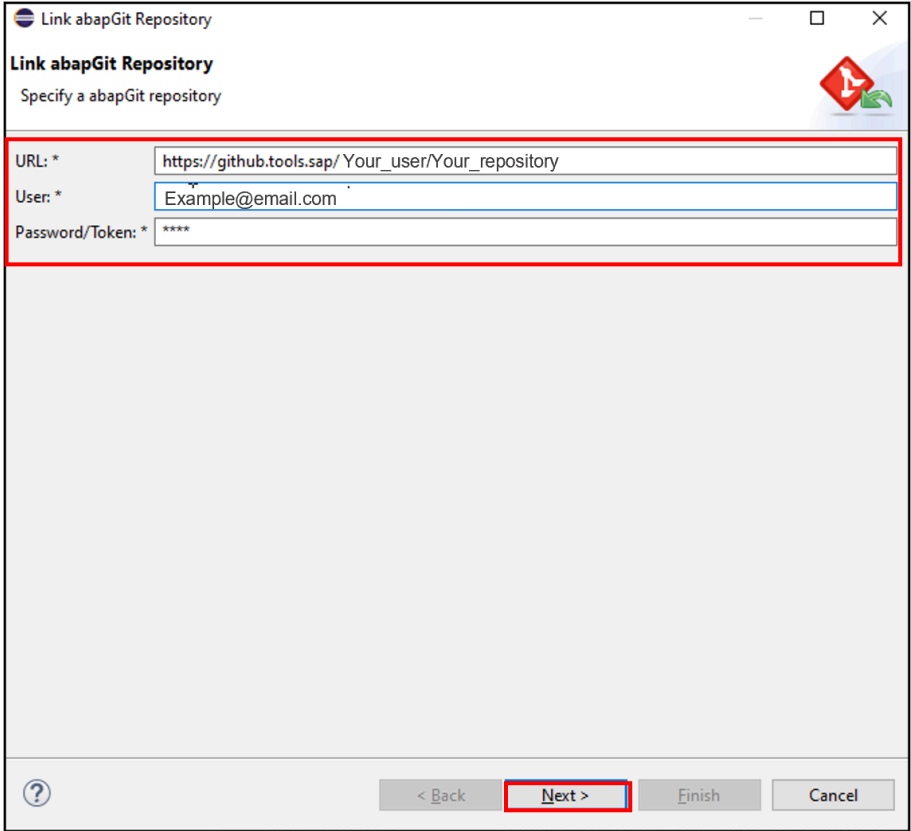 Link abapGit Repository
Link abapGit Repository
Specify a abapGit repository
URL: * https://github.tools.sap/ Your_user/Your_repository
User: * Example@email.com
Password/Token: * ****
? < Back Next > Finish Cancel